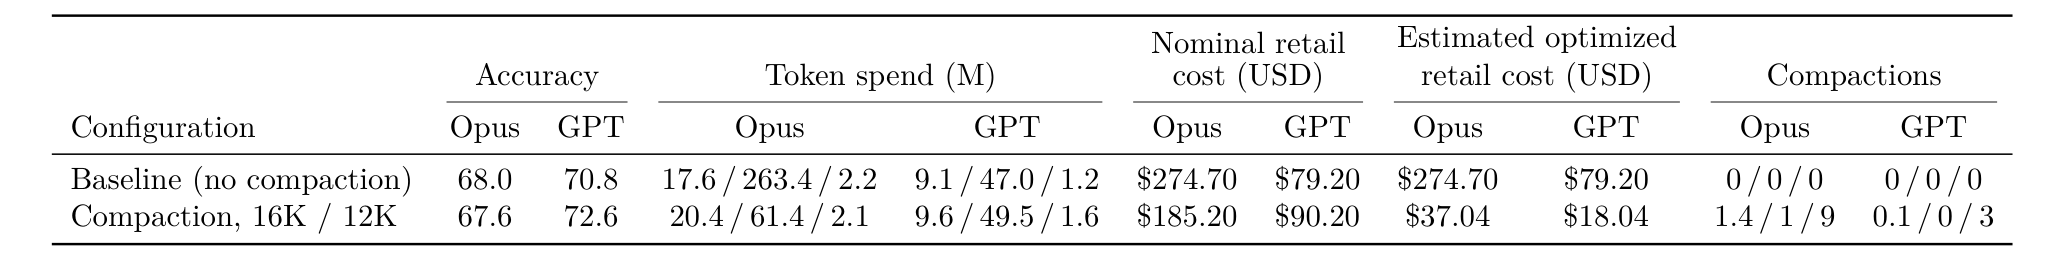 Accuracy Token spend (M) Nominal retail cost (USD) Estimated optimized retail cost (USD) Compactions
Configuration Opus GPT Opus GPT Opus GPT Opus GPT Opus GPT
Baseline (no compaction) 68.0 70.8 17.6 / 263.4 / 2.2 9.1 / 47.0 / 1.2 $274.70 $79.20 $274.70 $79.20 0 / 0 / 0 0 / 0 / 0
Compaction, 16K / 12K 67.6 72.6 20.4 / 61.4 / 2.1 9.6 / 49.5 / 1.6 $185.20 $90.20 $37.04 $18.04 1.4 / 1 / 9 0.1 / 0 / 3